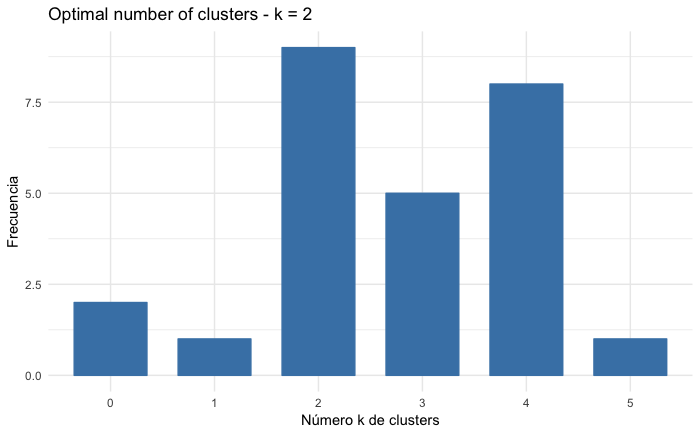 Optimal number of clusters - k = 2
Frecuencia
7.5
5.0
2.5
0.0
0 1 2 3 4 5
Número k de clusters